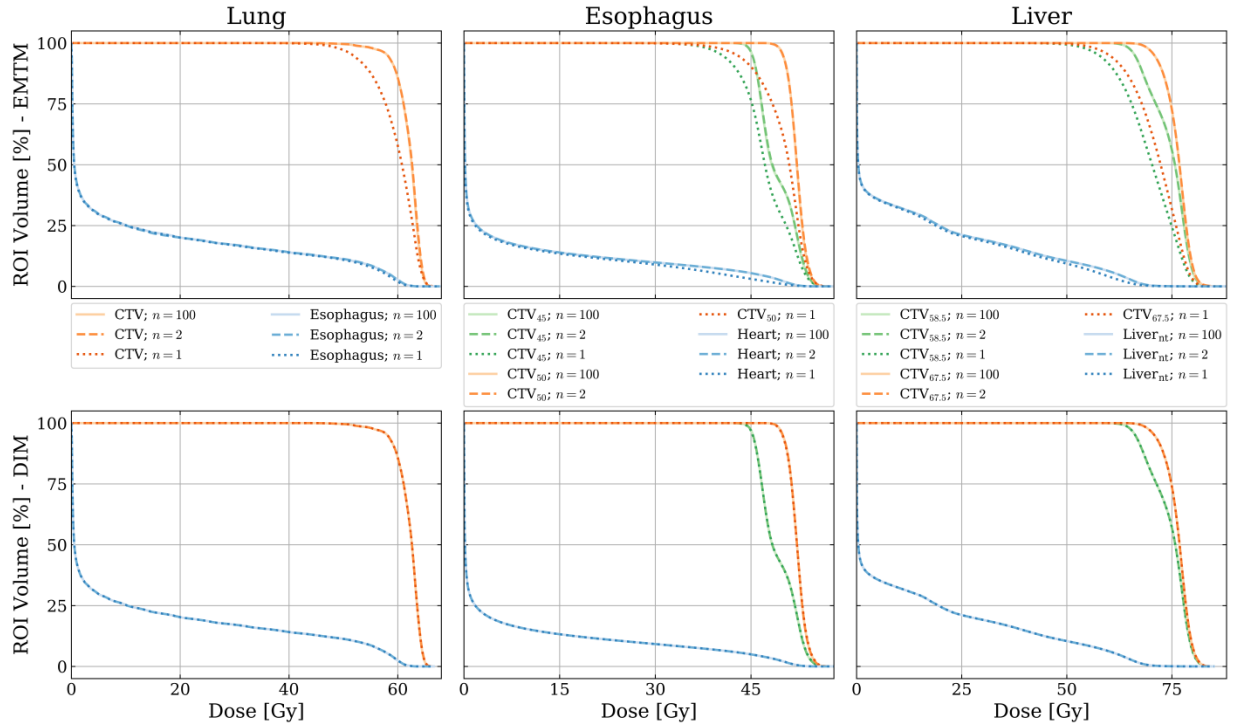 Lung
Esophagus
Liver
ROI Volume [%] - EMTM
100
75
50
25
0
CTV; n = 100
CTV; n = 2
CTV; n = 1
Esophagus; n = 100
Esophagus; n = 2
Esophagus; n = 1
CTV₄₅; n = 100
CTV₄₅; n = 2
CTV₄₅; n = 1
CTV₅₀; n = 100
CTV₅₀; n = 2
CTV₅₀; n = 1
Heart; n = 100
Heart; n = 2
Heart; n = 1
CTV₅₈.₅; n = 100
CTV₅₈.₅; n = 2
CTV₅₈.₅; n = 1
CTV₆₇.₅; n = 100
CTV₆₇.₅; n = 2
CTV₆₇.₅; n = 1
Liverₙₜ; n = 100
Liverₙₜ; n = 2
Liverₙₜ; n = 1
ROI Volume [%] - DIM
100
75
50
25
0
0 20 40 60
0 15 30 45
0 25 50 75
Dose [Gy]
Dose [Gy]
Dose [Gy]